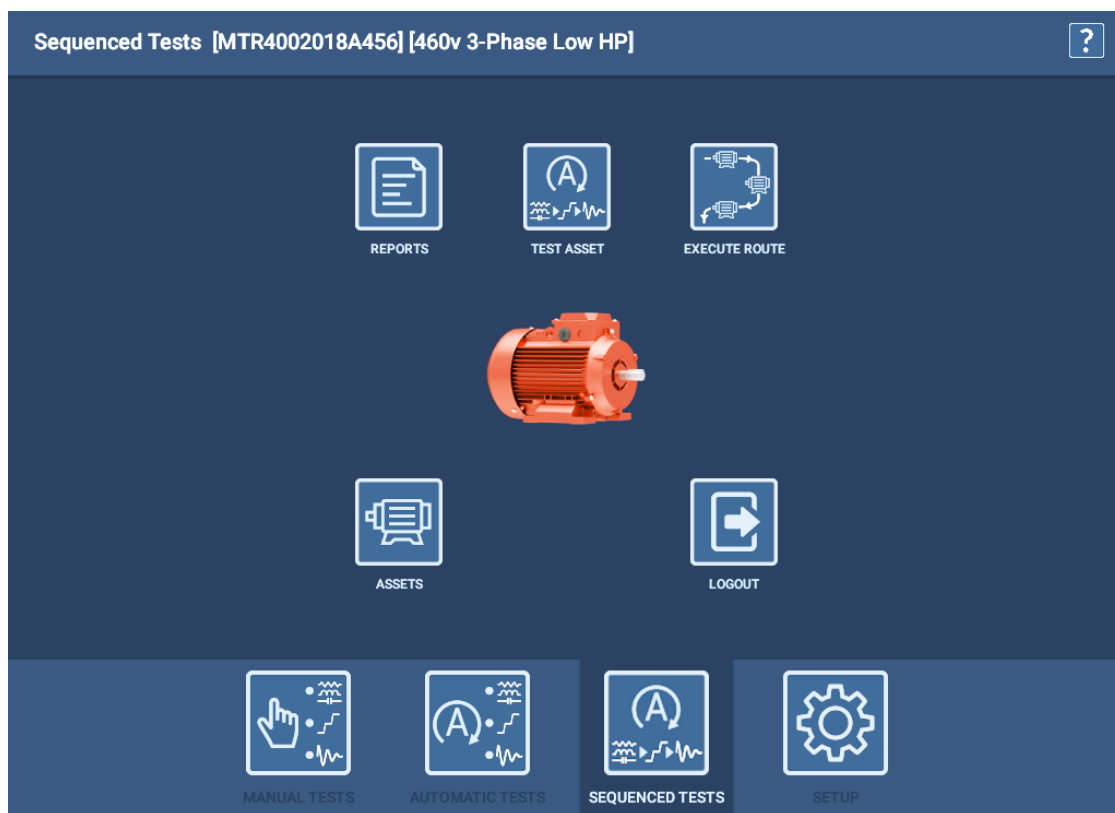 Sequenced Tests [MTR4002018A456] [460v 3-Phase Low HP]
?
REPORTS
TEST ASSET
EXECUTE ROUTE
ASSETS
LOGOUT
MANUAL TESTS
AUTOMATIC TESTS
SEQUENCED TESTS
SETUP